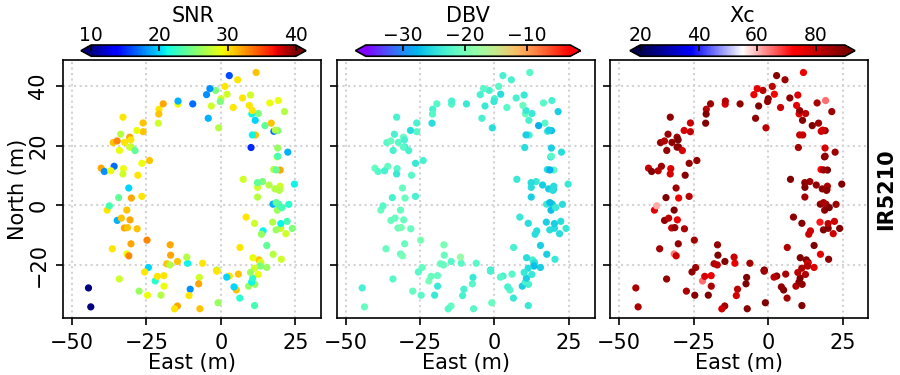 SNR DBV Xc
10 20 30 40 −30 −20 −10 20 40 60 80
40
20
0
−20
North (m)
IR5210
−50 −25 0 25 −50 −25 0 25 −50 −25 0 25
East (m) East (m) East (m)